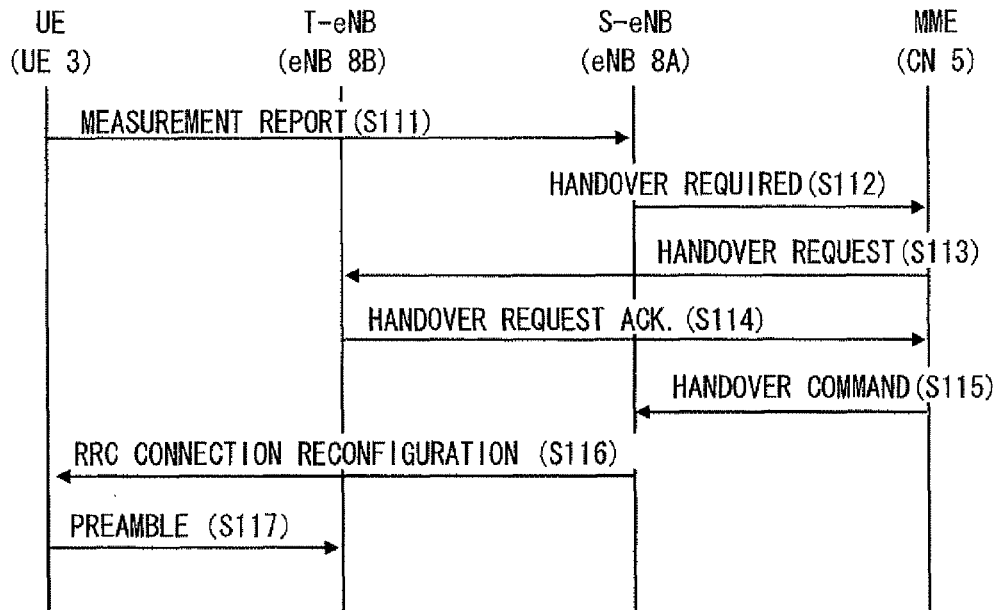 UE T-eNB S-eNB MME
(UE 3) (eNB 8B) (eNB 8A) (CN 5)
MEASUREMENT REPORT(S111)
HANDOVER REQUIRED(S112)
HANDOVER REQUEST(S113)
HANDOVER REQUEST ACK.(S114)
HANDOVER COMMAND(S115)
RRC CONNECTION RECONFIGURATION (S116)
PREAMBLE (S117)